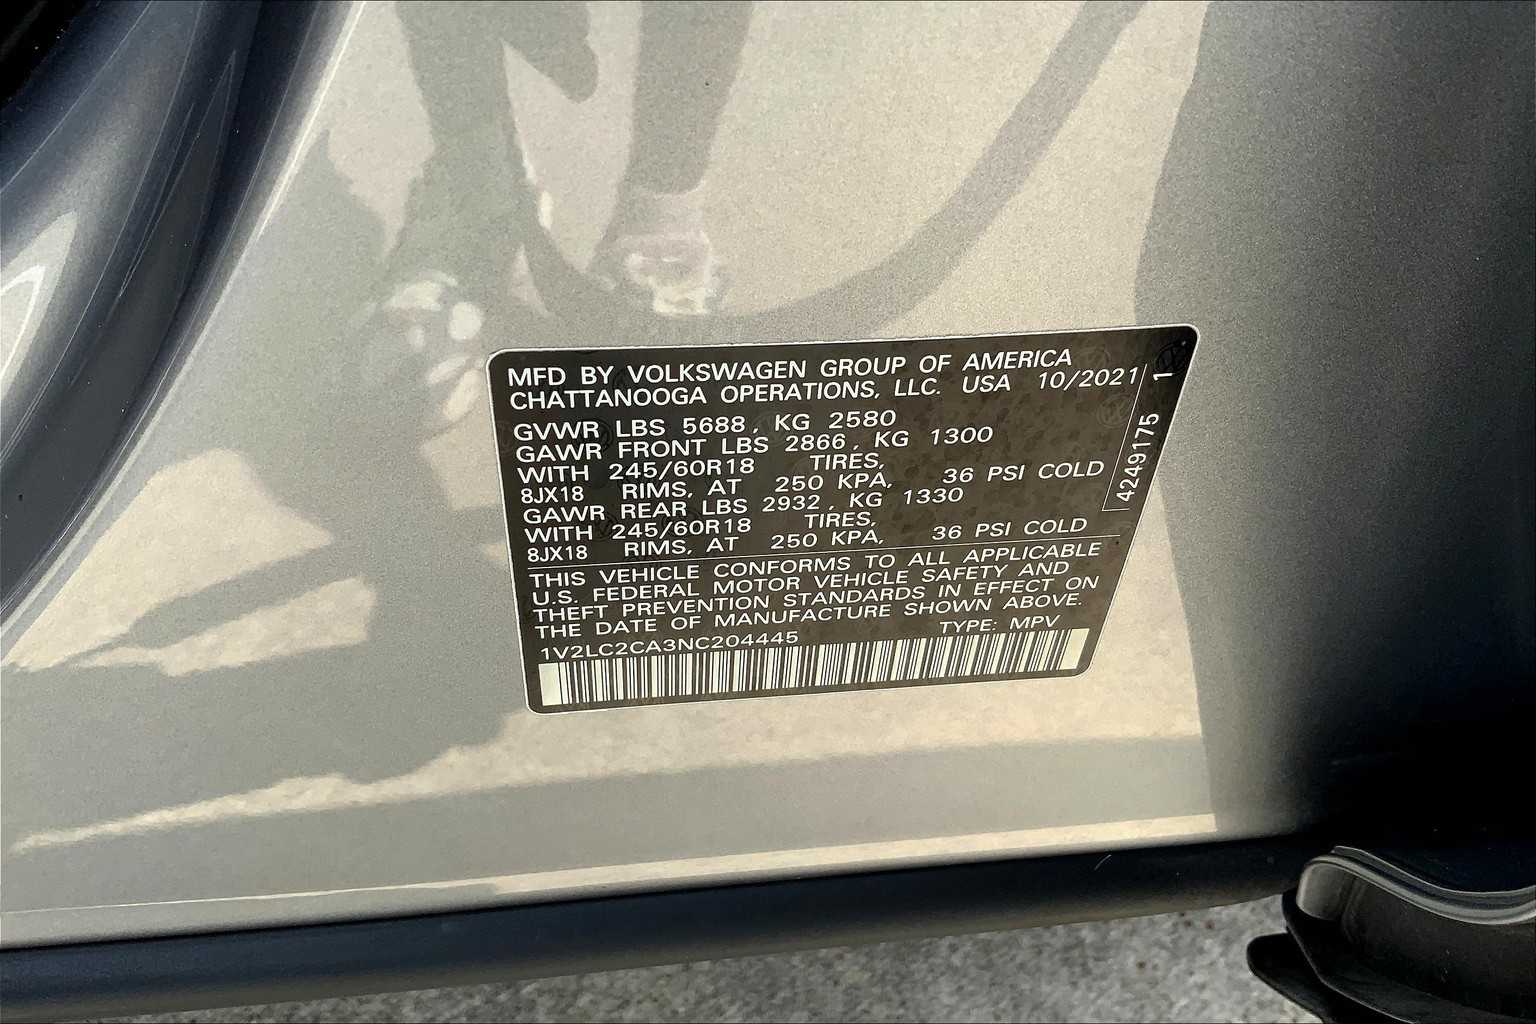 MFD BY VOLKSWAGEN GROUP OF AMERICA
CHATTANOOGA OPERATIONS, LLC. USA 10/2021
GVWR LBS 5688, KG 2580
GAWR FRONT LBS 2866, KG 1300
WITH 245/60R18 TIRES,
8JX18 RIMS, AT 250 KPA, 36 PSI COLD
GAWR REAR LBS 2932, KG 1330
WITH 245/60R18 TIRES,
8JX18 RIMS, AT 250 KPA, 36 PSI COLD
THIS VEHICLE CONFORMS TO ALL APPLICABLE
U.S. FEDERAL MOTOR VEHICLE SAFETY AND
THEFT PREVENTION STANDARDS IN EFFECT ON
THE DATE OF MANUFACTURE SHOWN ABOVE.
1V2LC2CA3NC204445 TYPE: MPV
4249175 1